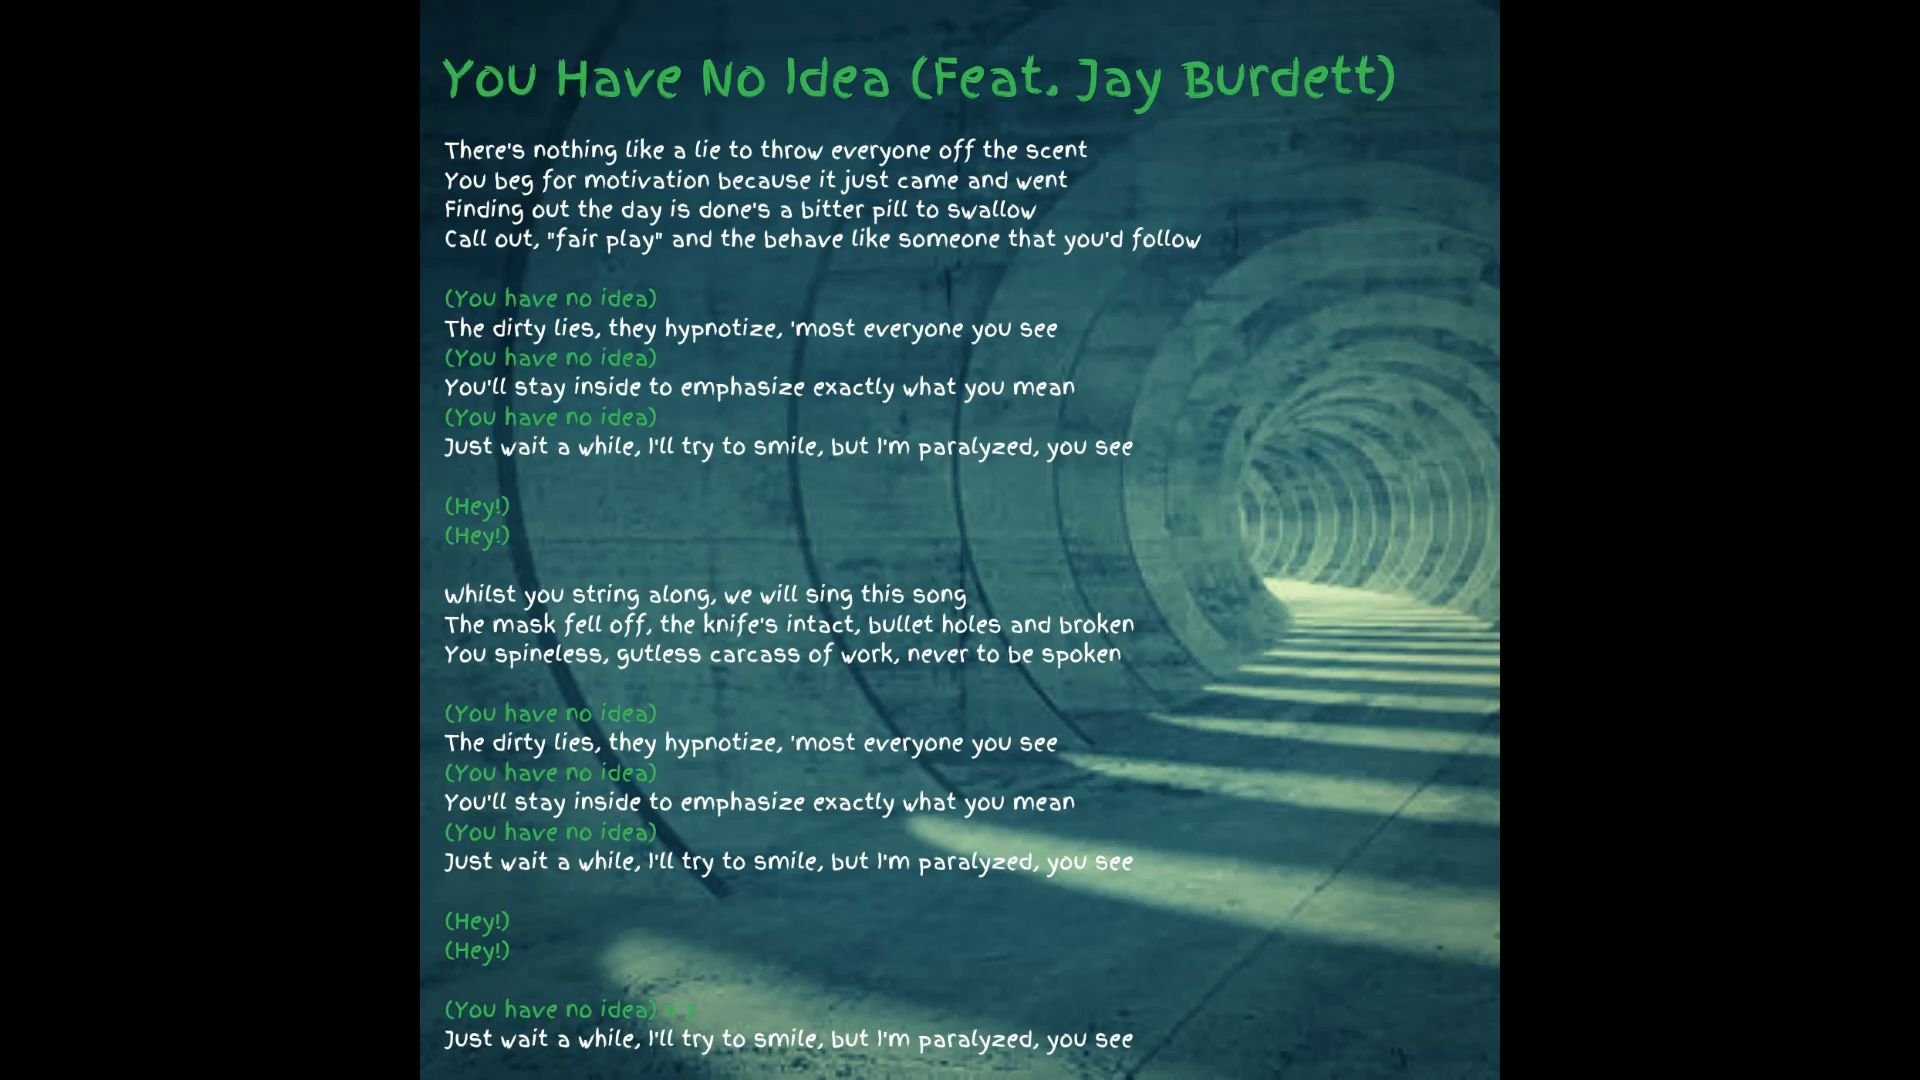 You Have No Idea (Feat. Jay Burdett)
There's nothing like a lie to throw everyone off the scent
You beg for motivation because it just came and went
Finding out the day is done's a bitter pill to swallow
Call out, "fair play" and the behave like someone that you'd follow
(You have no idea)
The dirty lies, they hypnotize, 'most everyone you see
(You have no idea)
You'll stay inside to emphasize exactly what you mean
(You have no idea)
Just wait a while, I'll try to smile, but I'm paralyzed, you see
(Hey!)
(Hey!)
Whilst you string along, we will sing this song
The mask fell off, the knife's intact, bullet holes and broken
You spineless, gutless carcass of work, never to be spoken
(You have no idea)
The dirty lies, they hypnotize, 'most everyone you see
(You have no idea)
You'll stay inside to emphasize exactly what you mean
(You have no idea)
Just wait a while, I'll try to smile, but I'm paralyzed, you see
(Hey!)
(Hey!)
(You have no idea)
Just wait a while, I'll try to smile, but I'm paralyzed, you see